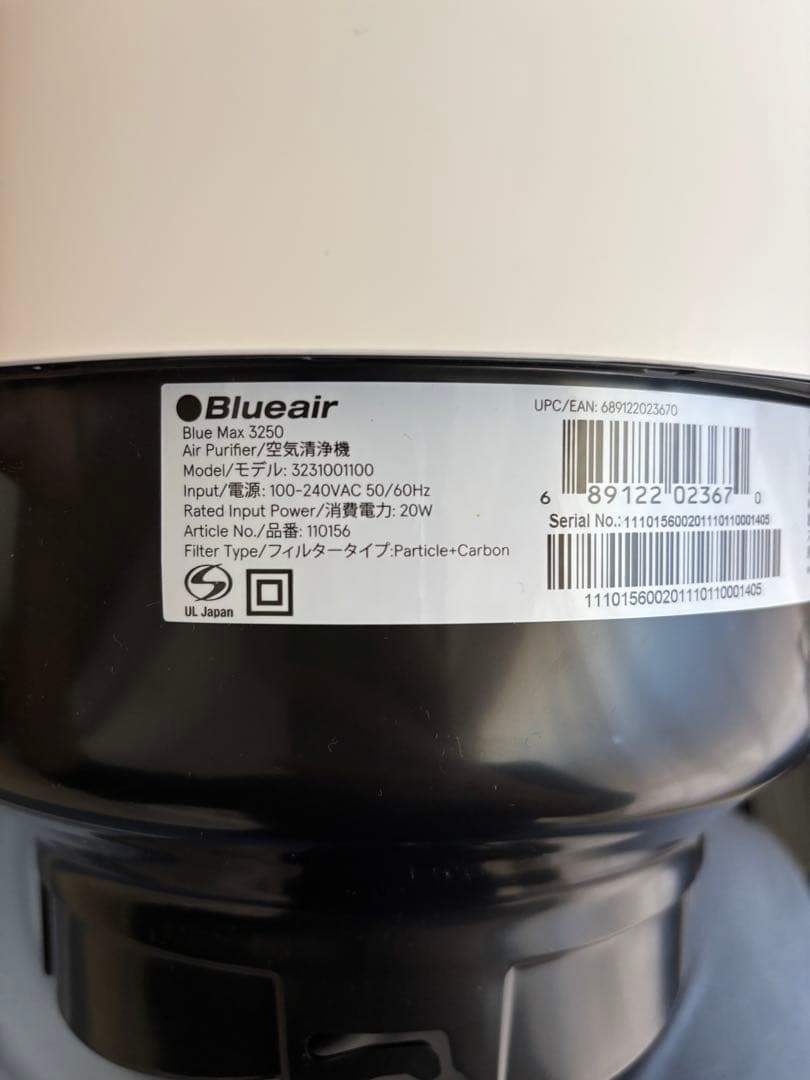 Blueair
Blue Max 3250
Air Purifier/空気清浄機
Model/モデル: 3231001100
Input/電源: 100-240VAC 50/60Hz
Rated Input Power/消費電力: 20W
Article No./品番: 110156
Filter Type/フィルタータイプ:Particle+Carbon
UL Japan
UPC/EAN: 689122023670
6 89122 02367 0
Serial No.: 1110156002011101100014​05
111015600201110110001405